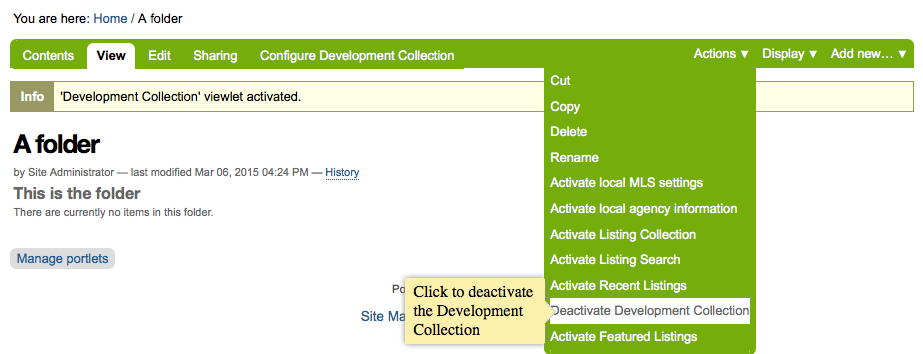 You are here: Home / A folder
Contents View Edit Sharing Configure Development Collection Actions ▼ Display ▼ Add new… ▼
Info 'Development Collection' viewlet activated.
A folder
by Site Administrator — last modified Mar 06, 2015 04:24 PM — History
This is the folder
There are currently no items in this folder.
Manage portlets
Cut
Copy
Delete
Rename
Activate local MLS settings
Activate local agency information
Activate Listing Collection
Activate Listing Search
Activate Recent Listings
Deactivate Development Collection
Activate Featured Listings
Click to deactivate
the Development
Collection
Site